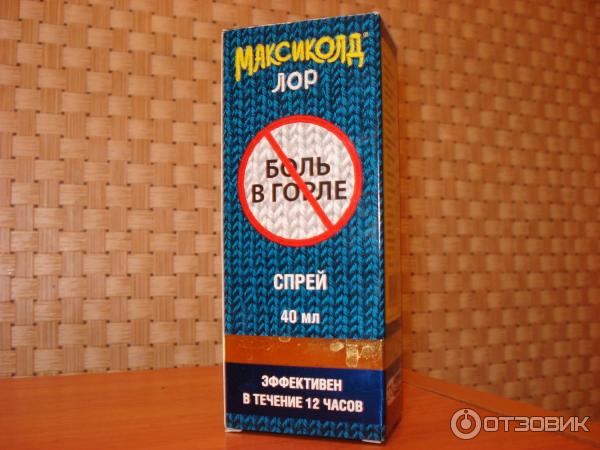 МАКСИКОЛД®
ЛОР
БОЛЬ
В ГОРЛЕ
СПРЕЙ
40 мл
ЭФФЕКТИВЕН
В ТЕЧЕНИЕ 12 ЧАСОВ
ОТЗОВИК